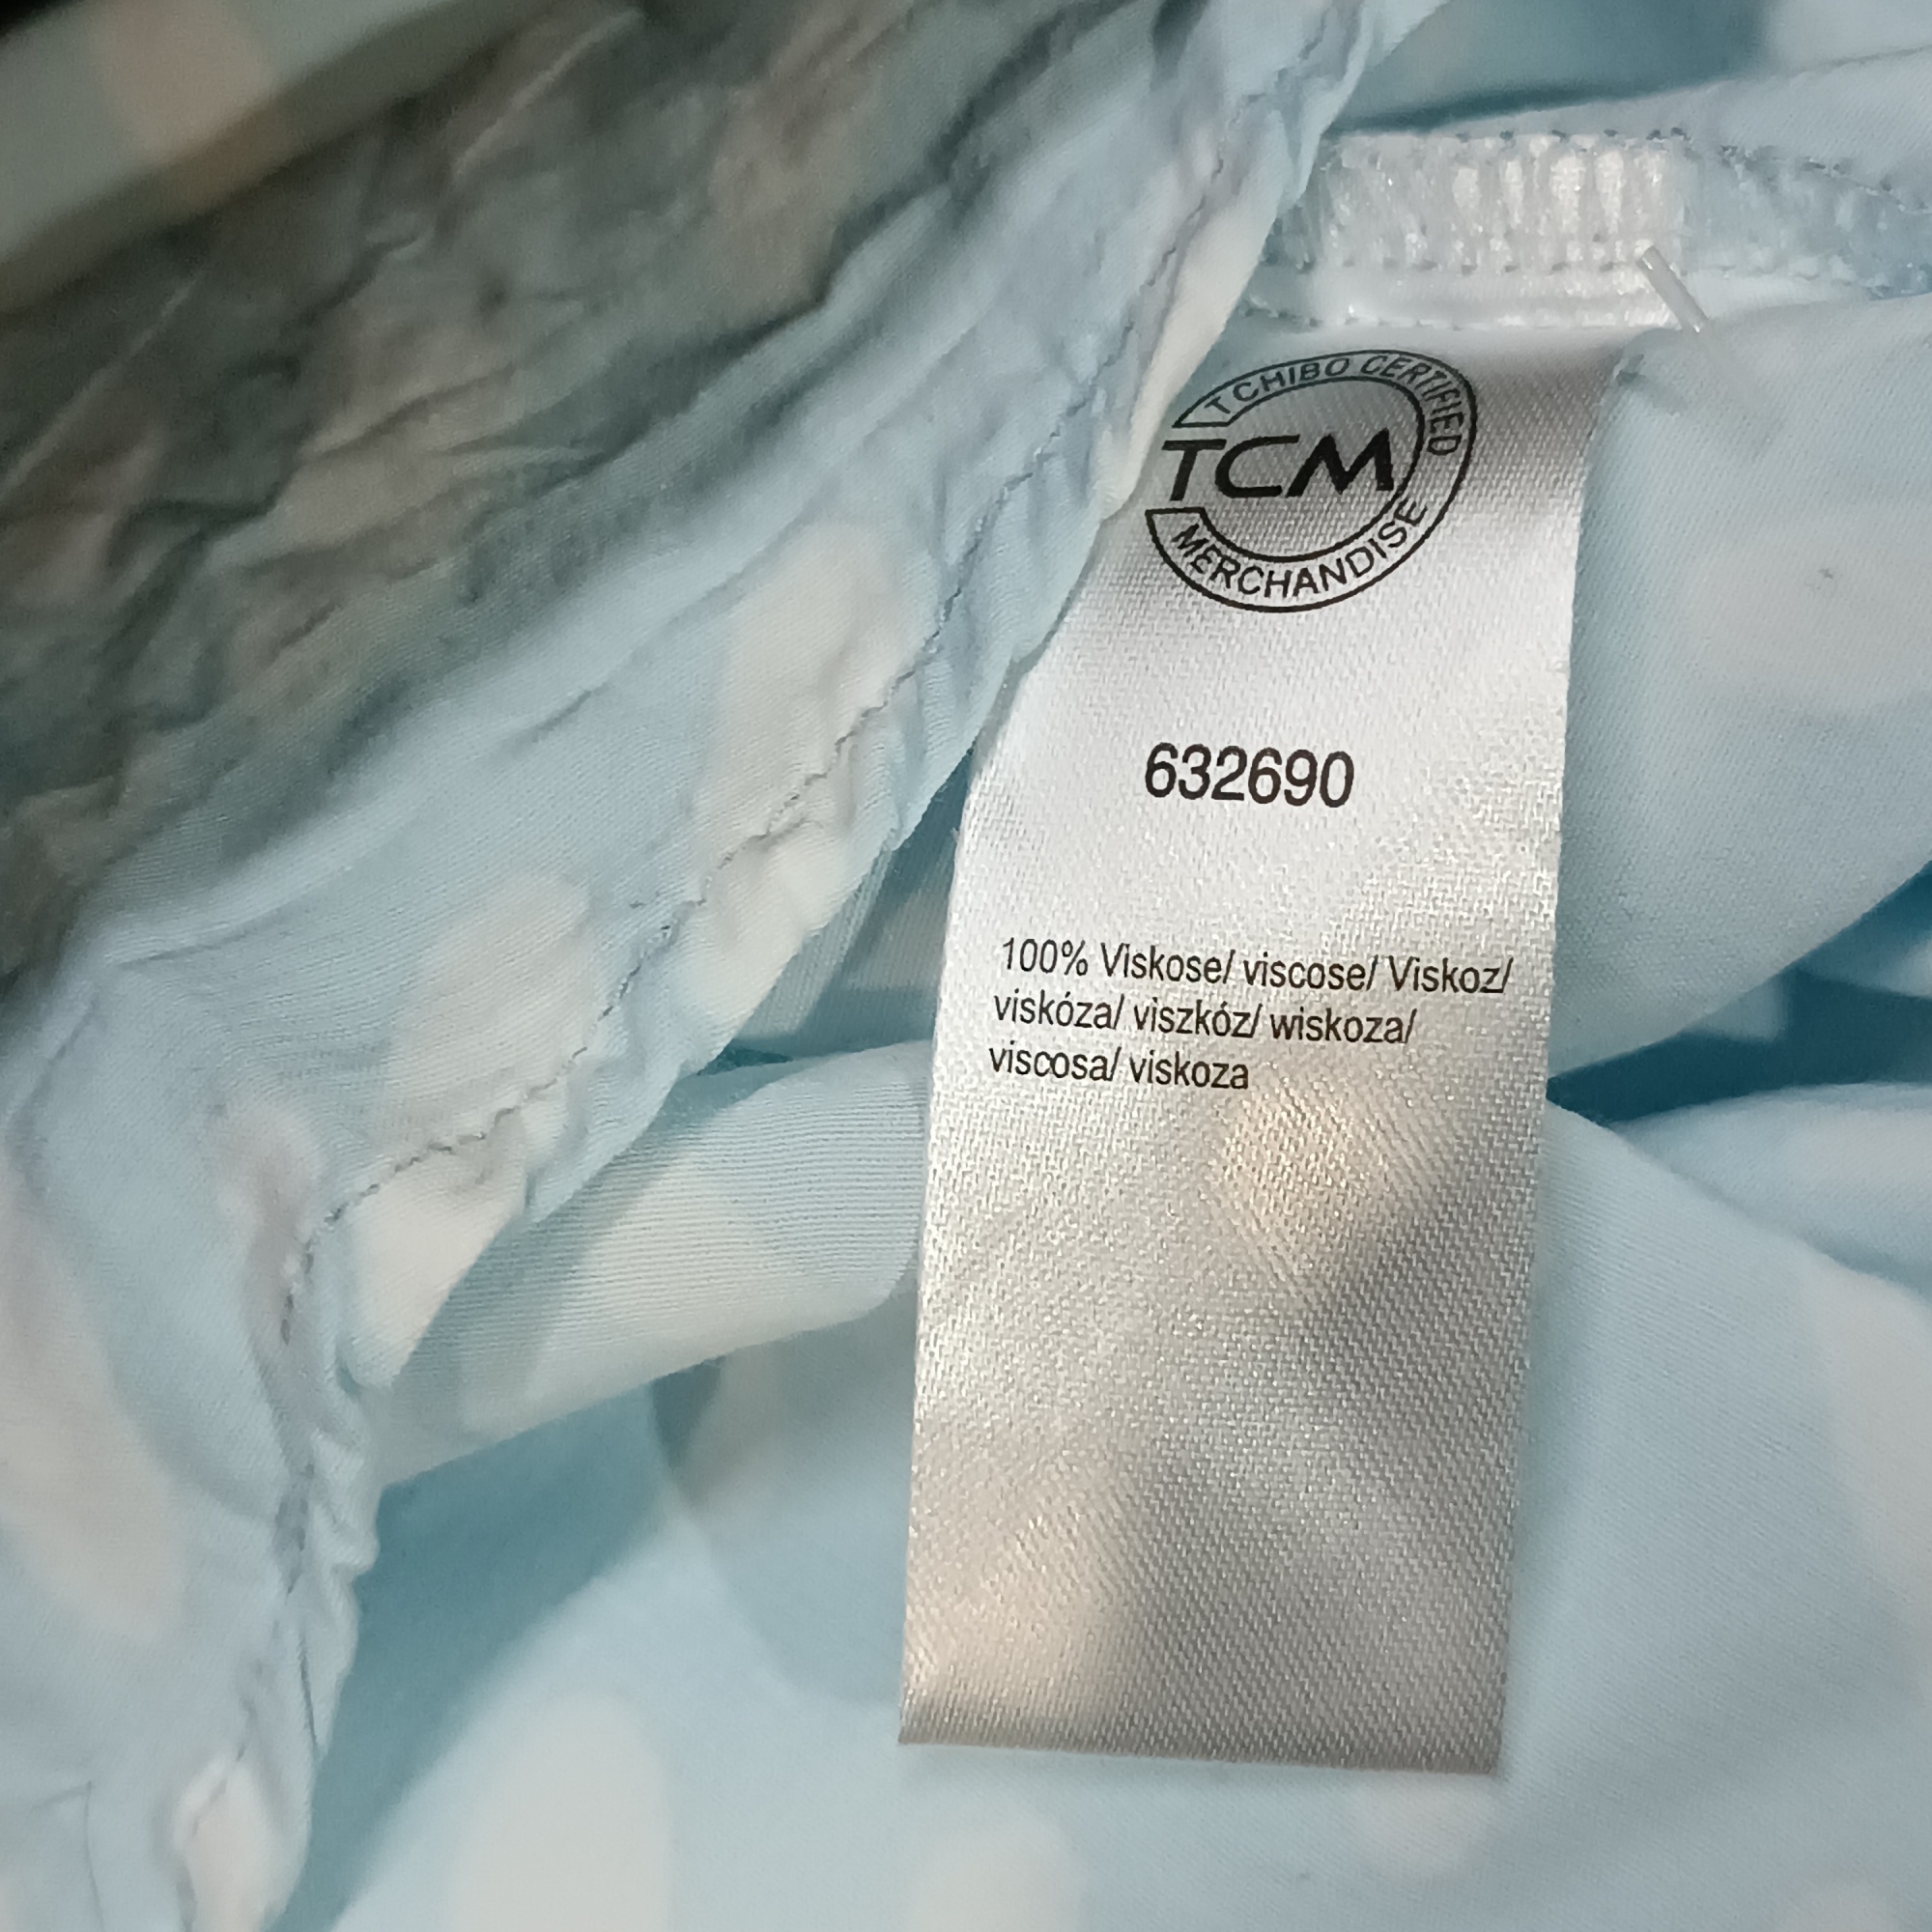 TCHIBO CERTIFIED
TCM
MERCHANDISE
632690
100% Viskose/ viscose/ Viskoz/
viskóza/ viszkóz/ wiskoza/
viscosa/ viskoza